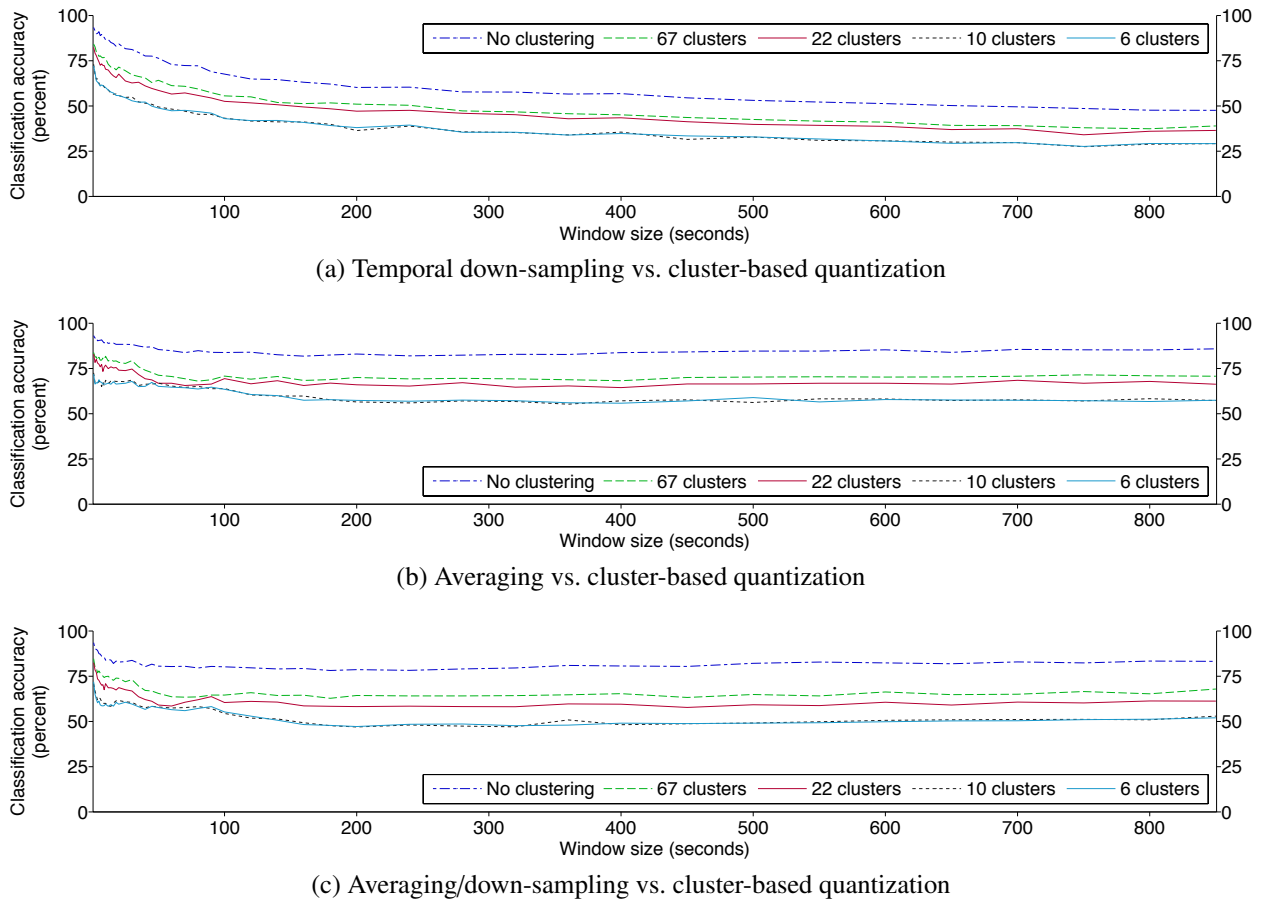 100
75
50
25
0
Classification accuracy
(percent)
No clustering 67 clusters 22 clusters 10 clusters 6 clusters
100
75
50
25
0
100 200 300 400 500 600 700 800
Window size (seconds)
(a) Temporal down-sampling vs. cluster-based quantization
100
75
50
25
0
Classification accuracy
(percent)
No clustering 67 clusters 22 clusters 10 clusters 6 clusters
100
75
50
25
0
100 200 300 400 500 600 700 800
Window size (seconds)
(b) Averaging vs. cluster-based quantization
100
75
50
25
0
Classification accuracy
(percent)
No clustering 67 clusters 22 clusters 10 clusters 6 clusters
100
75
50
25
0
100 200 300 400 500 600 700 800
Window size (seconds)
(c) Averaging/down-sampling vs. cluster-based quantization